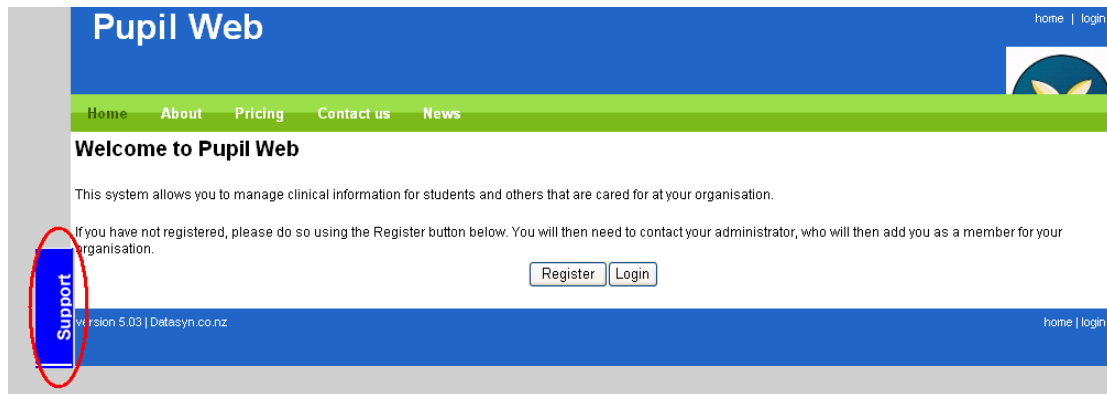 Pupil Web
home | login
Home About Pricing Contact us News
Welcome to Pupil Web
This system allows you to manage clinical information for students and others that are cared for at your organisation.
If you have not registered, please do so using the Register button below. You will then need to contact your administrator, who will then add you as a member for your
organisation.
Register Login
Support
version 5.03 | Datasyn.co.nz
home | login